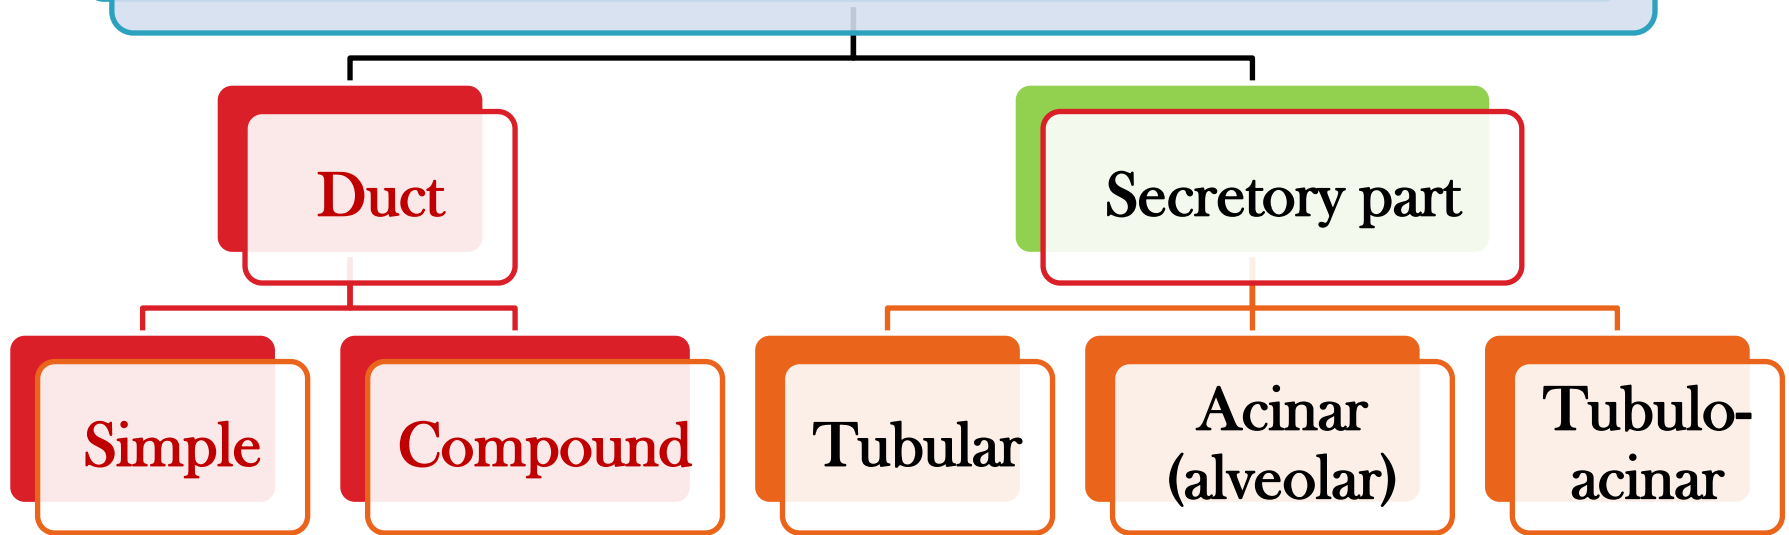 Duct
Secretory part
Simple
Compound
Tubular
Acinar
(alveolar)
Tubulo-
acinar